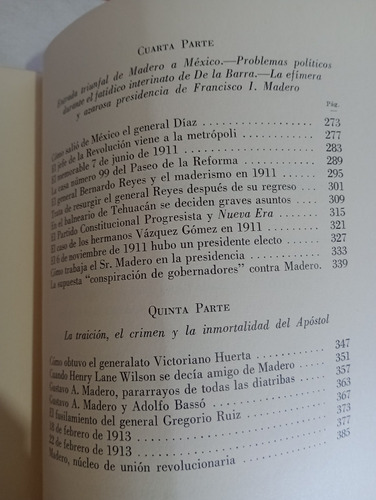 CUARTA PARTE
Entrada triunfal de Madero a México.—Problemas políticos
durante el fatídico interinato de De la Barra.—La efímera
y azarosa presidencia de Francisco I. Madero
Pág.
Cómo salió de México el general Díaz 273
El jefe de la Revolución viene a la metrópoli 277
El memorable 7 de junio de 1911 283
La casa número 99 del Paseo de la Reforma 289
El general Bernardo Reyes y el maderismo en 1911 295
Trata de resurgir el general Reyes después de su regreso 301
En el balneario de Tehuacán se deciden graves asuntos 309
El Partido Constitucional Progresista y Nueva Era 315
El caso de los hermanos Vázquez Gómez en 1911 321
El 6 de noviembre de 1911 hubo un presidente electo 327
Cómo trabaja el Sr. Madero en la presidencia 333
La supuesta "conspiración de gobernadores" contra Madero. 339
QUINTA PARTE
La traición, el crimen y la inmortalidad del Apóstol
Cómo obtuvo el generalato Victoriano Huerta 347
Cuando Henry Lane Wilson se decía amigo de Madero 351
Gustavo A. Madero, pararrayos de todas las diatribas 357
Gustavo A. Madero y Adolfo Bassó 363
El fusilamiento del general Gregorio Ruiz 367
18 de febrero de 1913 373
22 de febrero de 1913 377
Madero, núcleo de unión revolucionaria 385